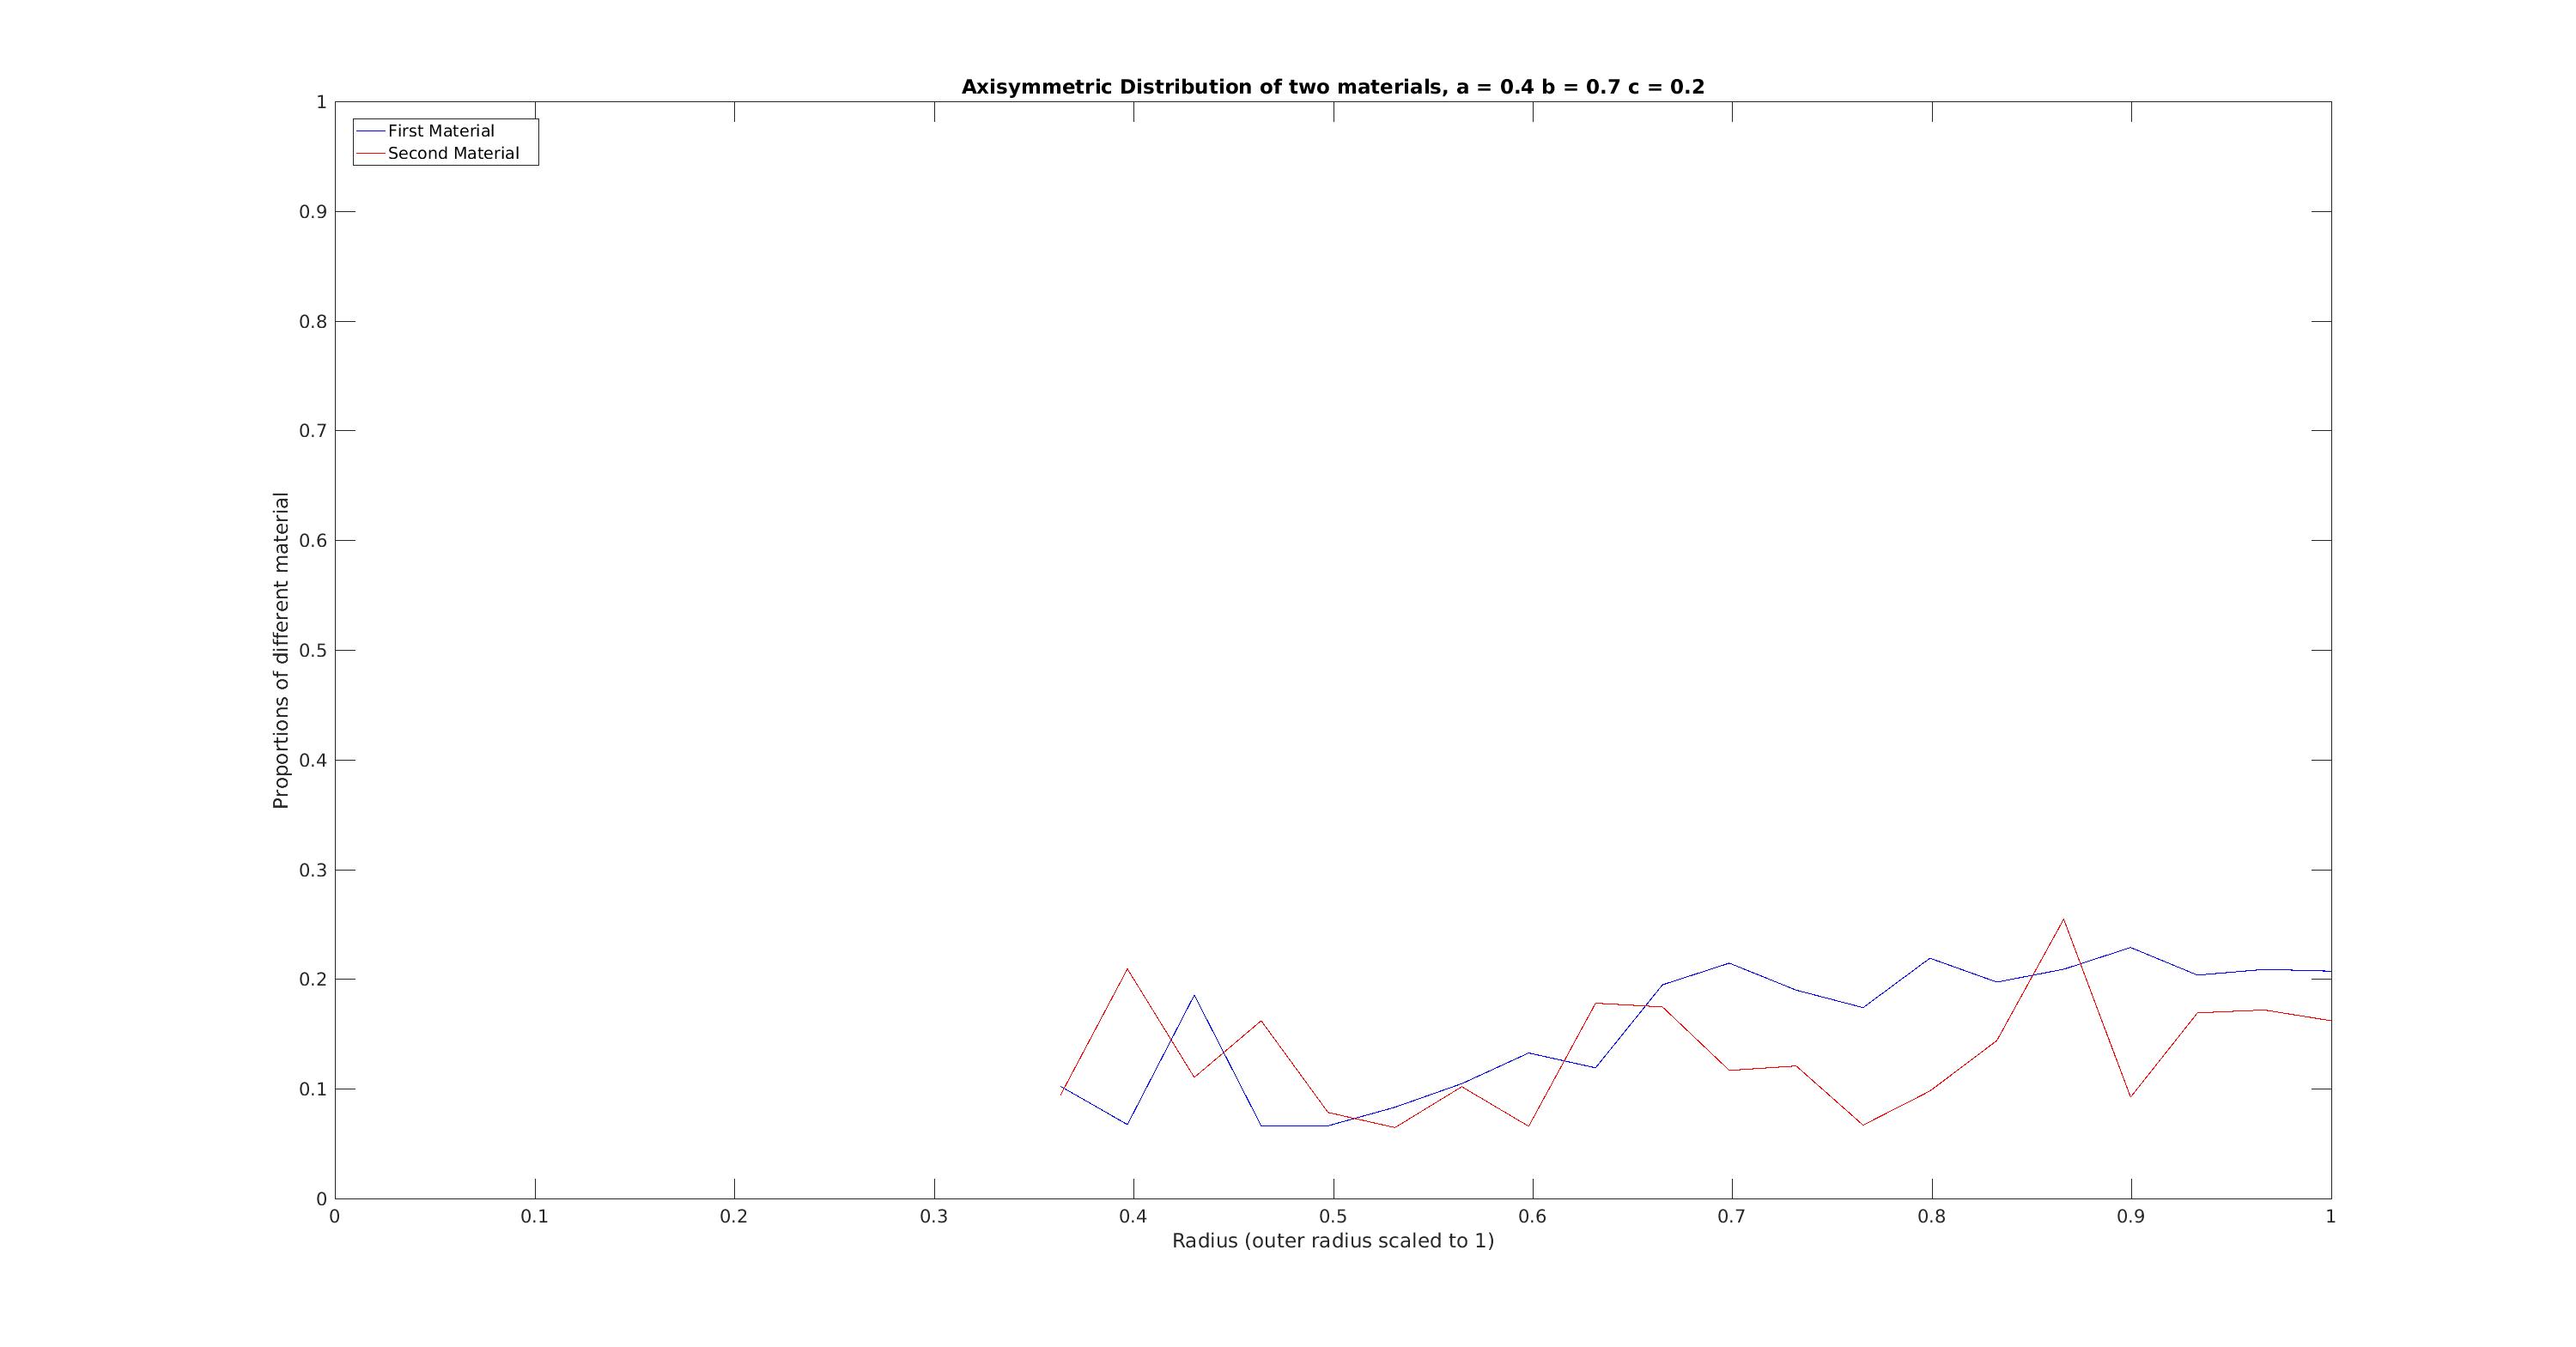 Axisymmetric Distribution of two materials, a = 0.4 b = 0.7 c = 0.2
First Material
Second Material
Proportions of different material
1
0.9
0.8
0.7
0.6
0.5
0.4
0.3
0.2
0.1
0
0 0.1 0.2 0.3 0.4 0.5 0.6 0.7 0.8 0.9 1
Radius (outer radius scaled to 1)